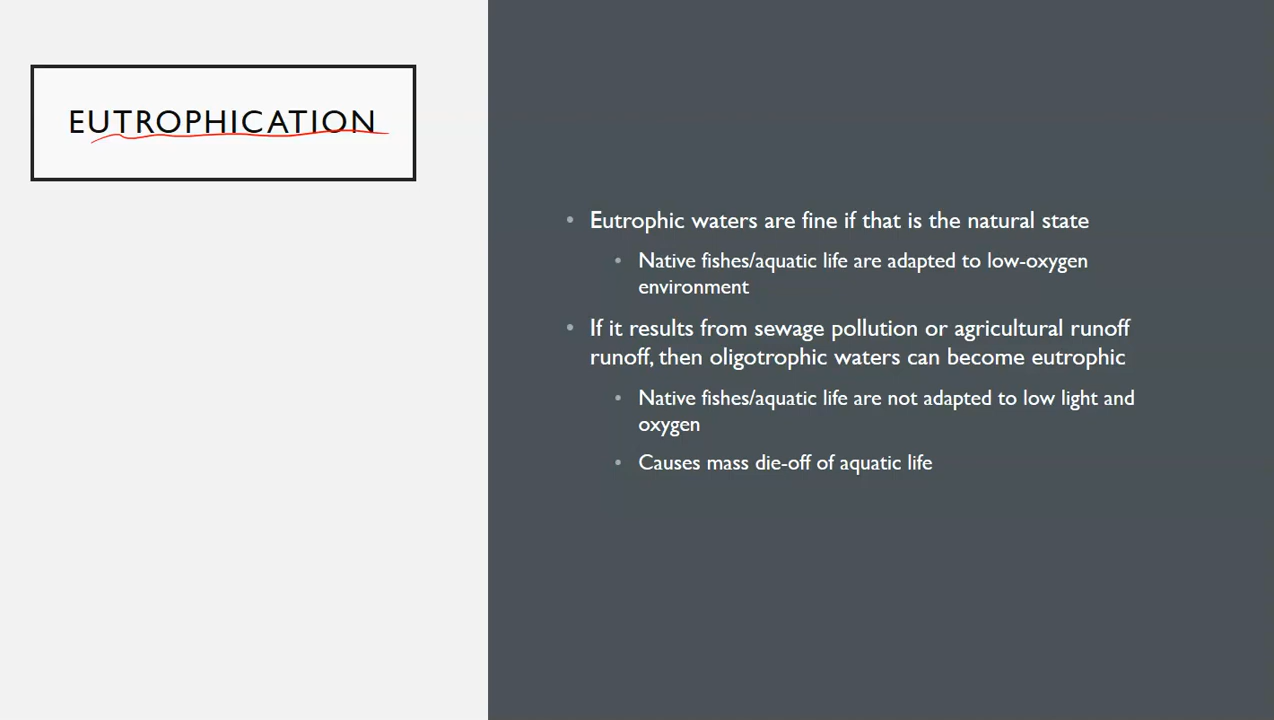 EUTROPHICATION
• Eutrophic waters are fine if that is the natural state
• Native fishes/aquatic life are adapted to low-oxygen
environment
• If it results from sewage pollution or agricultural runoff
runoff, then oligotrophic waters can become eutrophic
• Native fishes/aquatic life are not adapted to low light and
oxygen
• Causes mass die-off of aquatic life